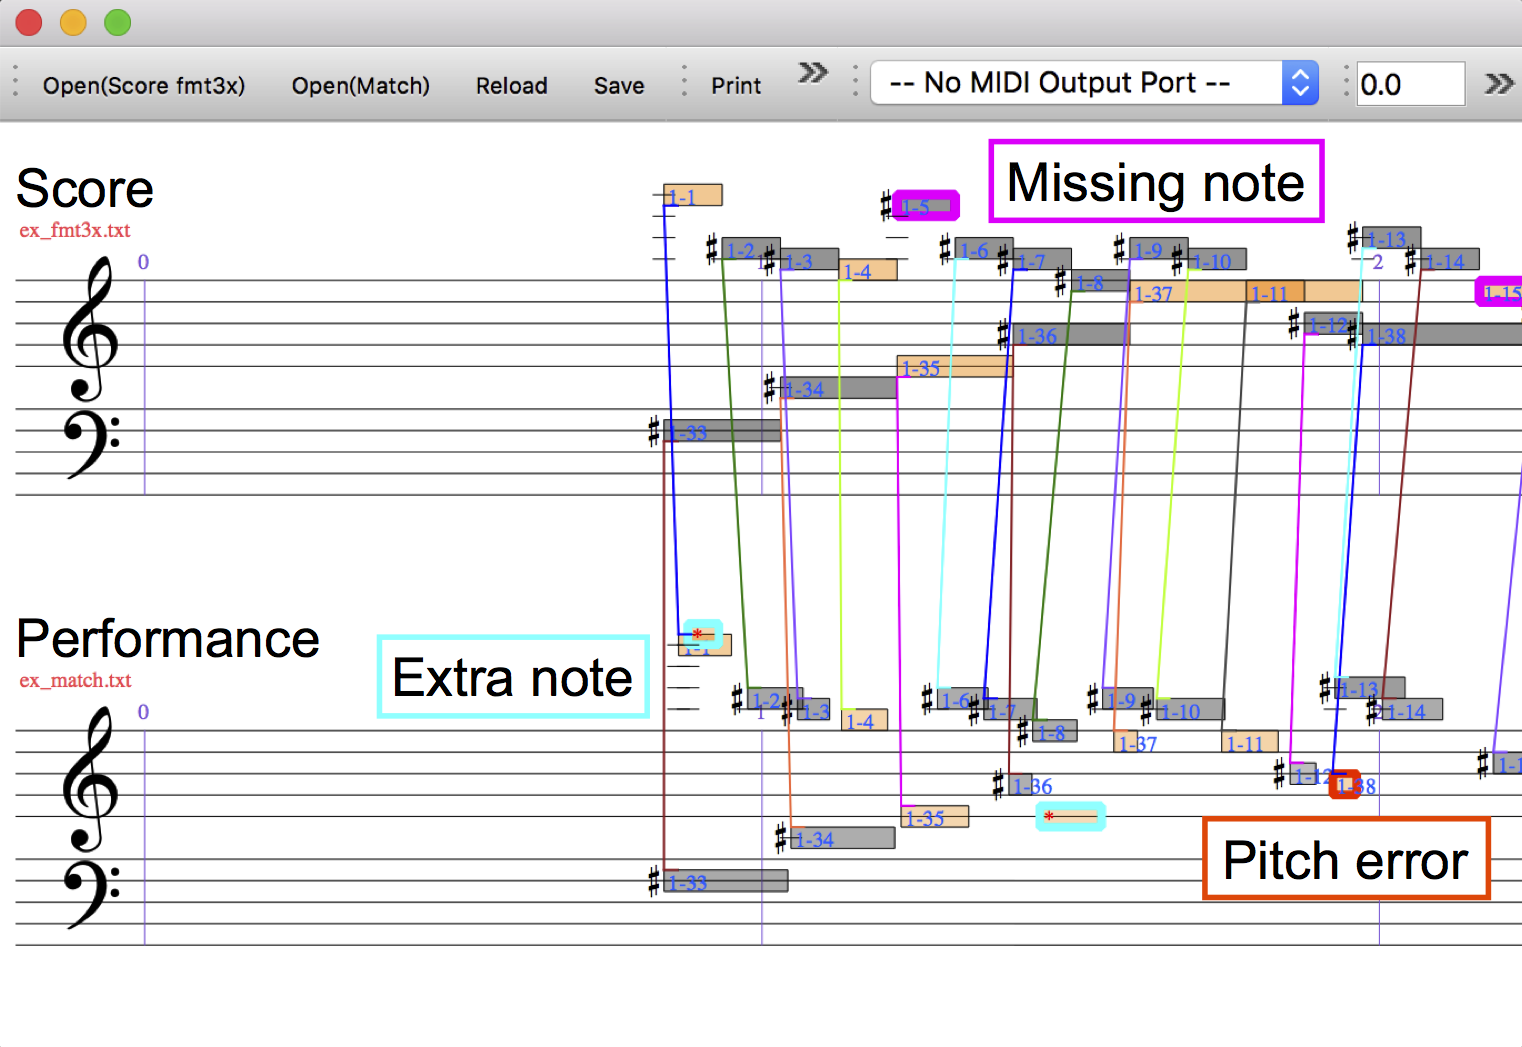 Open(Score fmt3x) Open(Match) Reload Save Print -- No MIDI Output Port -- 0.0
Score
ex_fmt3x.txt
Missing note
0 1 2
1-1 1-5
1-2 1-3 1-4 1-6 1-7 1-8 1-9 1-10 1-13 1-14
1-37 1-11 1-15
1-36 1-12 1-38
1-35
1-34
1-33
Performance
ex_match.txt
Extra note
* 1-1
0 1 2
1-2 1-3 1-4 1-6 1-7 1-8 1-9 1-10 1-13 1-14
1-37 1-11
1-36 1-12 1-38
1-35 *
1-34
1-33
Pitch error